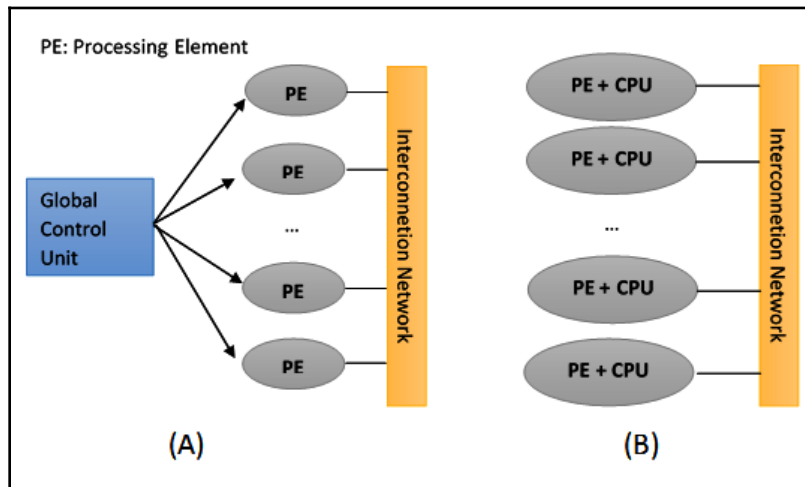 PE: Processing Element
Global
Control
Unit
PE
PE
...
PE
PE
Interconnetion Network
(A)
PE + CPU
PE + CPU
...
PE + CPU
PE + CPU
Interconnetion Network
(B)